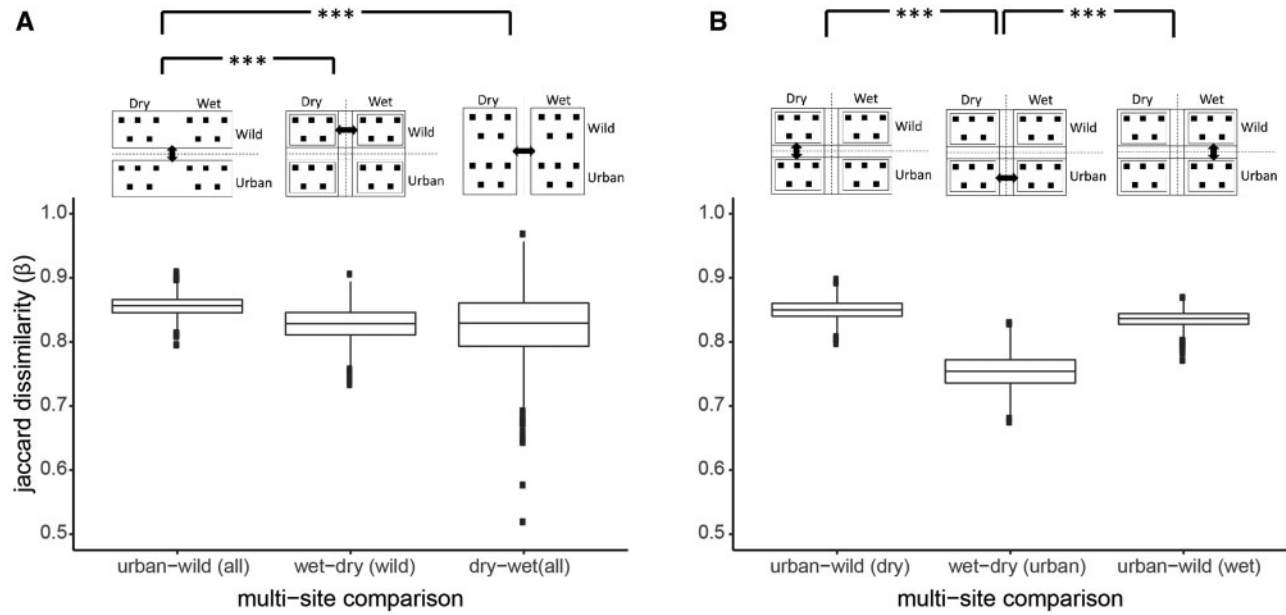 A
***
***
Dry Wet
Wild
Urban
Dry Wet
Wild
Urban
Dry Wet
Wild
Urban
jaccard dissimilarity (β)
1.0
0.9
0.8
0.7
0.6
0.5
urban−wild (all) wet−dry (wild) dry−wet(all)
multi−site comparison
B
*** ***
Dry Wet
Wild
Urban
Dry Wet
Wild
Urban
Dry Wet
Wild
Urban
1.0
0.9
0.8
0.7
0.6
0.5
urban−wild (dry) wet−dry (urban) urban−wild (wet)
multi−site comparison